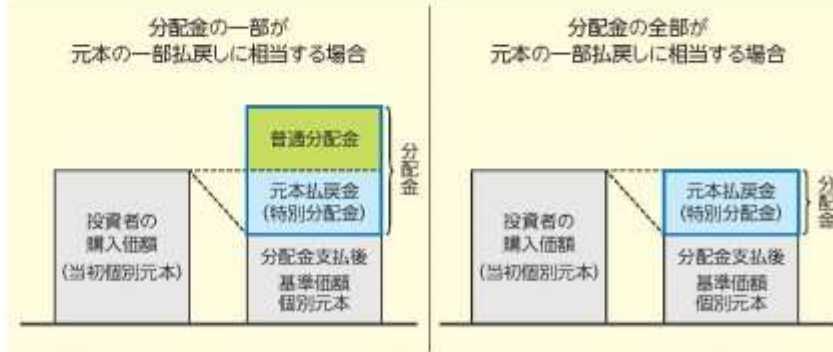 分配金の一部が
元本の一部払戻しに相当する場合
普通分配金
元本払戻金
(特別分配金)
分配金
投資者の
購入価額
(当初個別元本)
分配金支払後
基準価額
個別元本
分配金の全部が
元本の一部払戻しに相当する場合
元本払戻金
(特別分配金)
分配金
投資者の
購入価額
(当初個別元本)
分配金支払後
基準価額
個別元本